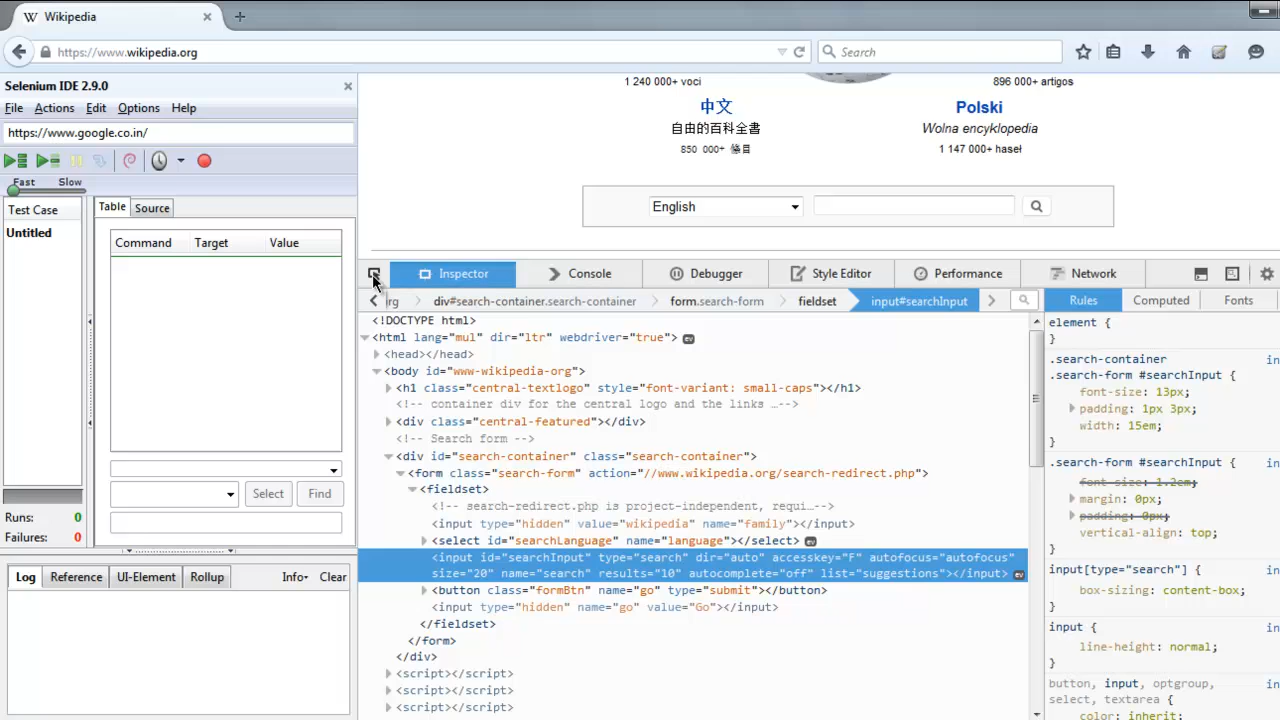 Wikipedia
https://www.wikipedia.org
Search
Selenium IDE 2.9.0
File Actions Edit Options Help
https://www.google.co.in/
Fast Slow
Test Case
Untitled
Table Source
Command Target Value
Select Find
Runs: 0
Failures: 0
Log Reference UI-Element Rollup Info Clear
1 240 000+ voci
896 000+ artigos
中文
Polski
自由的百科全書
Wolna encyklopedia
850 000+ 條目
1 147 000+ haseł
English
Inspector Console Debugger Style Editor Performance Network
rg div#search-container.search-container form.search-form fieldset input#searchInput
<!DOCTYPE html>
<html lang="mul" dir="ltr" webdriver="true"> ev
<head></head>
<body id="www-wikipedia-org">
<h1 class="central-textlogo" style="font-variant: small-caps"></h1>
<!-- container div for the central logo and the links …-->
<div class="central-featured"></div>
<!-- Search form -->
<div id="search-container" class="search-container">
<form class="search-form" action="//www.wikipedia.org/search-redirect.php">
<fieldset>
<!-- search-redirect.php is project-independent, requi…-->
<input type="hidden" value="wikipedia" name="family"></input>
<select id="searchLanguage" name="language"></select> ev
<input id="searchInput" type="search" dir="auto" accesskey="F" autofocus="autofocus"
size="20" name="search" results="10" autocomplete="off" list="suggestions"></input> ev
<button class="formBtn" name="go" type="submit"></button>
<input type="hidden" name="go" value="Go"></input>
</fieldset>
</form>
</div>
<script></script>
<script></script>
<script></script>
Rules Computed Fonts
element {
}
.search-container in
.search-form #searchInput {
font-size: 13px;
padding: 1px 3px;
width: 15em;
}
.search-form #searchInput { in
font-size: 1.2em;
margin: 0px;
padding: 0px;
vertical-align: top;
}
input[type="search"] { in
box-sizing: content-box;
}
input { in
line-height: normal;
}
button, input, optgroup, in
select, textarea {
color: inherit;